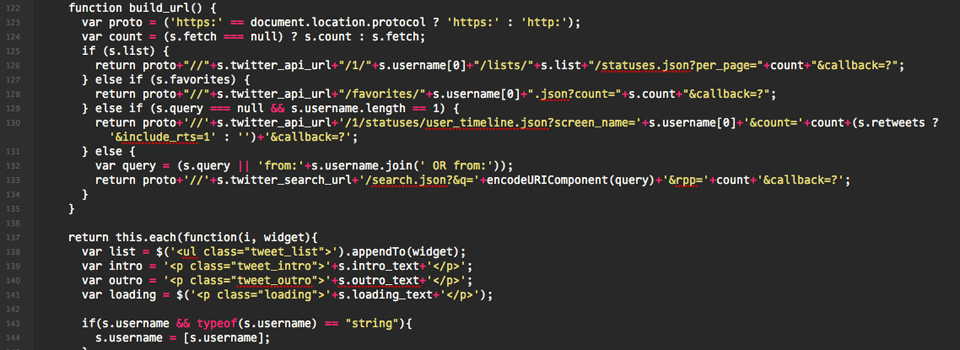 122 function build_url() {
123 var proto = ('https:' == document.location.protocol ? 'https:' : 'http:');
124 var count = (s.fetch === null) ? s.count : s.fetch;
125 if (s.list) {
126 return proto+"//"+s.twitter_api_url+"/1/"+s.username[0]+"/lists/"+s.list+"/statuses.json?per_page="+count+"&callback=?";
127 } else if (s.favorites) {
128 return proto+"//"+s.twitter_api_url+"/favorites/"+s.username[0]+".json?count="+s.count+"&callback=?";
129 } else if (s.query === null && s.username.length == 1) {
130 return proto+'//'+s.twitter_api_url+'/1/statuses/user_timeline.json?screen_name='+s.username[0]+'&count='+count+(s.retweets ?
'&include_rts=1' : '')+'&callback=?';
131 } else {
132 var query = (s.query || 'from:'+s.username.join(' OR from:'));
133 return proto+'//'+s.twitter_search_url+'/search.json?&q='+encodeURIComponent(query)+'&rpp='+count+'&callback=?';
134 }
135 }
136
137 return this.each(function(i, widget){
138 var list = $('<ul class="tweet_list">').appendTo(widget);
139 var intro = '<p class="tweet_intro">'+s.intro_text+'</p>';
140 var outro = '<p class="tweet_outro">'+s.outro_text+'</p>';
141 var loading = $('<p class="loading">'+s.loading_text+'</p>');
142
143 if(s.username && typeof(s.username) == "string"){
144 s.username = [s.username];